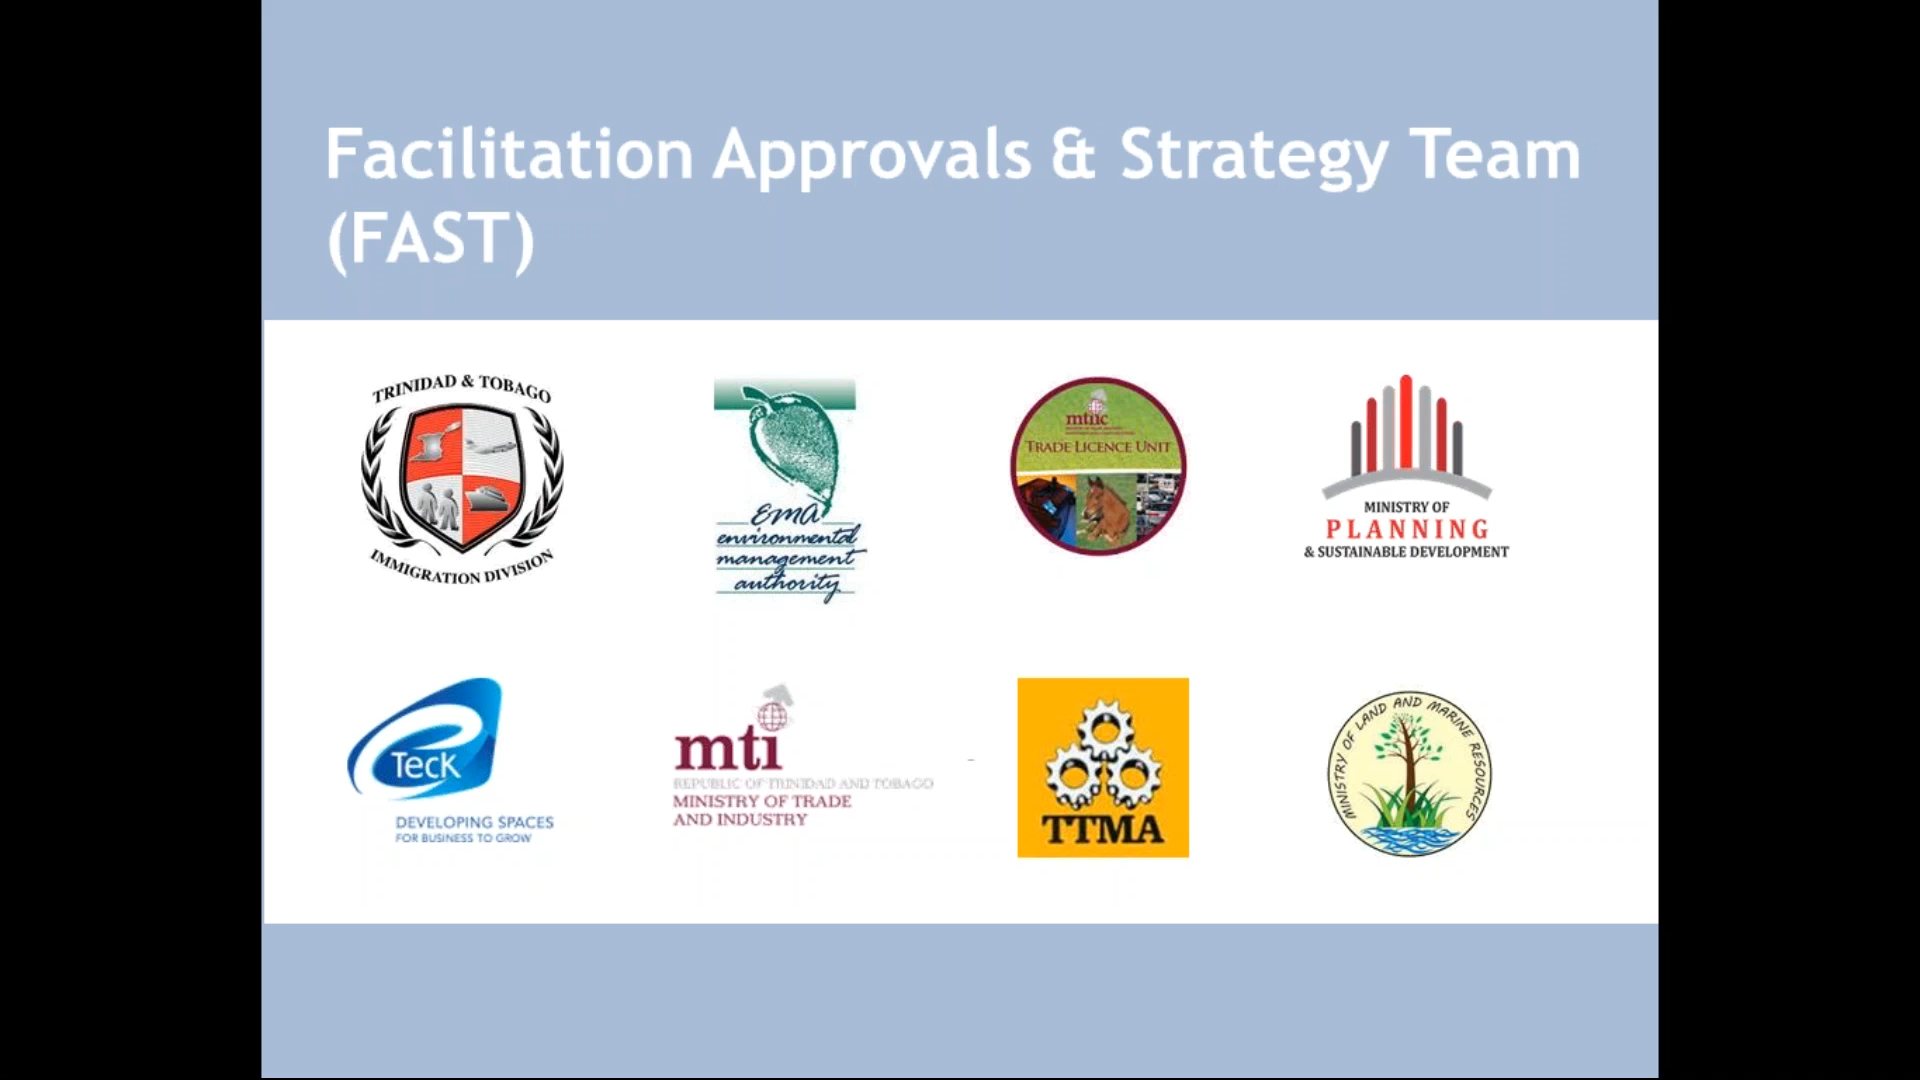 Facilitation Approvals & Strategy Team
(FAST)
TRINIDAD & TOBAGO
IMMIGRATION DIVISION
EMA
environmental
management
authority
TRADE LICENCE UNIT
MINISTRY OF
PLANNING
& SUSTAINABLE DEVELOPMENT
eTecK
DEVELOPING SPACES
FOR BUSINESS TO GROW
mti
REPUBLIC OF TRINIDAD AND TOBAGO
MINISTRY OF TRADE
AND INDUSTRY
TTMA
MINISTRY OF LAND AND MARINE RESOURCES